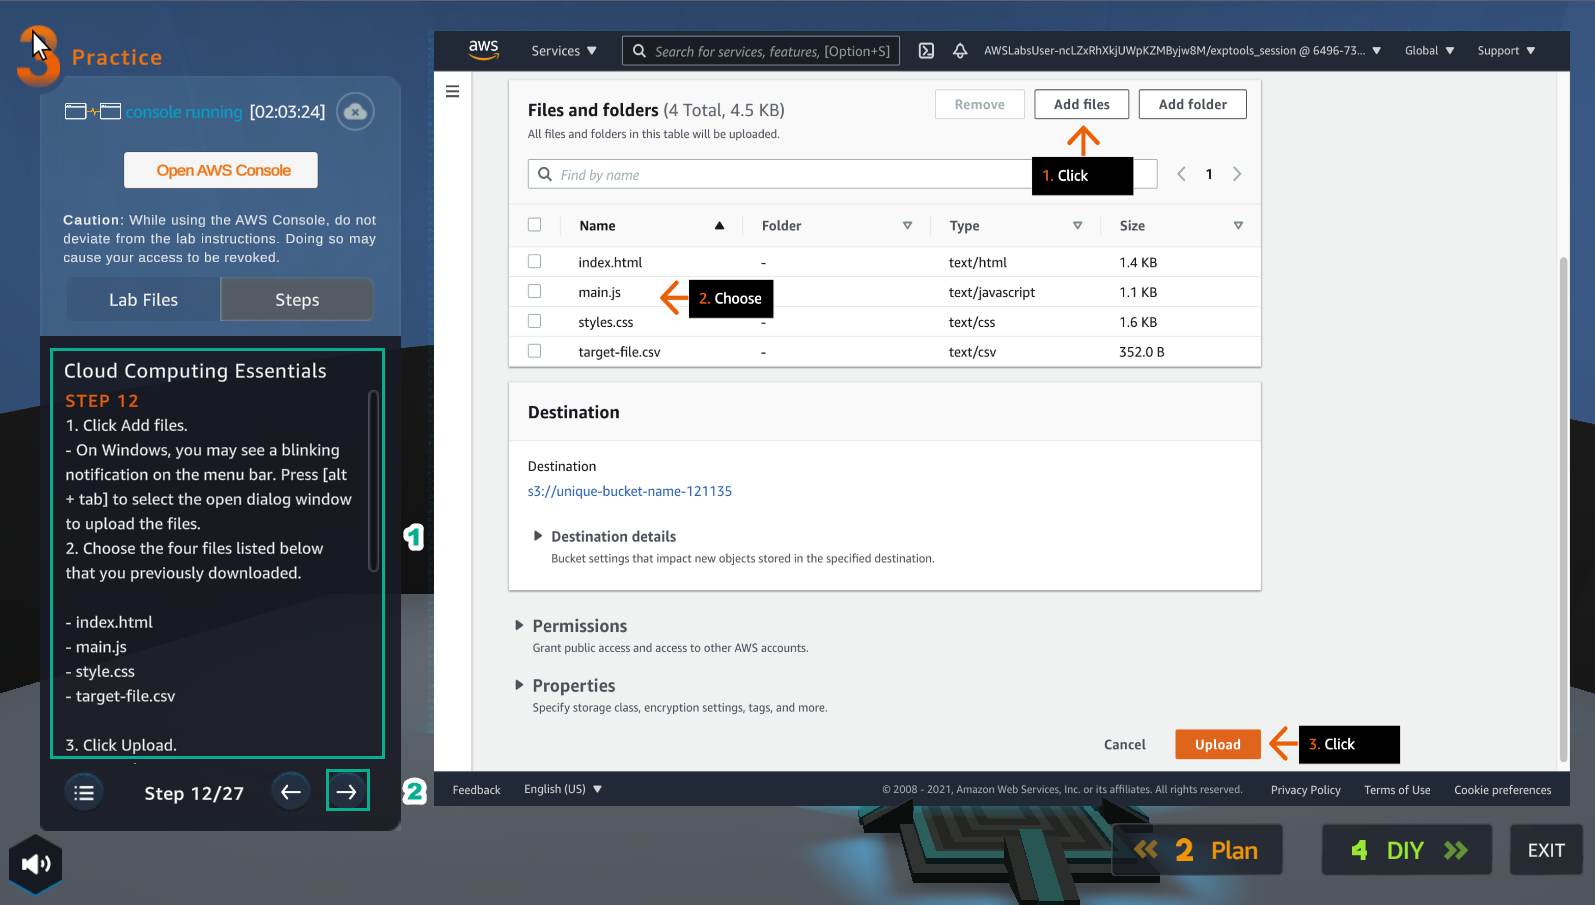 3 Practice
console running [02:03:24]
Open AWS Console
Caution: While using the AWS Console, do not
deviate from the lab instructions. Doing so may
cause your access to be revoked.
Lab Files
Steps
Cloud Computing Essentials
STEP 12
1. Click Add files.
- On Windows, you may see a blinking
notification on the menu bar. Press [alt
+ tab] to select the open dialog window
to upload the files.
2. Choose the four files listed below
that you previously downloaded.
- index.html
- main.js
- style.css
- target-file.csv
3. Click Upload.
1
Step 12/27
2
aws
Services
Search for services, features, [Option+S]
AWSLabsUser-ncLZxRhXkjUWpKZMByjw8M/exptools_session @ 6496-73...
Global
Support
Files and folders (4 Total, 4.5 KB)
All files and folders in this table will be uploaded.
Remove
Add files
Add folder
1. Click
Find by name
1
Name Folder Type Size
index.html - text/html 1.4 KB
main.js text/javascript 1.1 KB
2. Choose
styles.css - text/css 1.6 KB
target-file.csv - text/csv 352.0 B
Destination
Destination
s3://unique-bucket-name-121135
Destination details
Bucket settings that impact new objects stored in the specified destination.
Permissions
Grant public access and access to other AWS accounts.
Properties
Specify storage class, encryption settings, tags, and more.
Cancel
Upload
3. Click
Feedback
English (US)
© 2008 - 2021, Amazon Web Services, Inc. or its affiliates. All rights reserved.
Privacy Policy
Terms of Use
Cookie preferences
2 Plan
4 DIY
EXIT